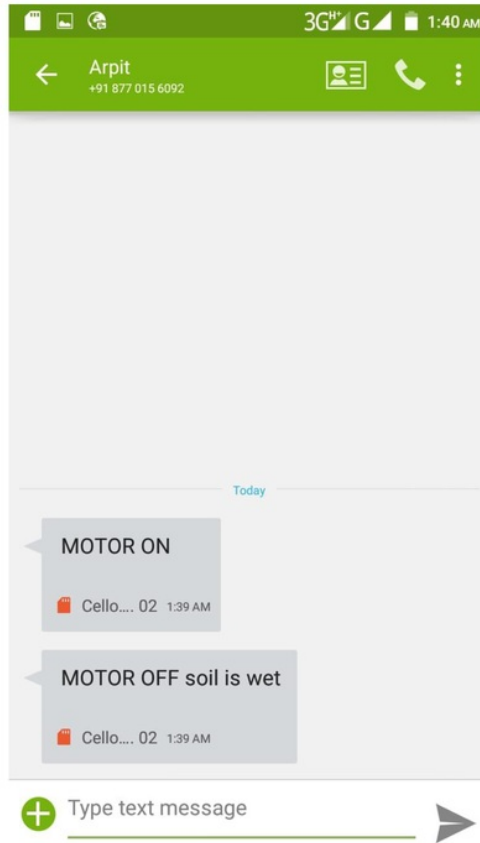 3G H+ G 1:40 AM
Arpit
+91 877 015 6092
Today
MOTOR ON
Cello.... 02 1:39 AM
MOTOR OFF soil is wet
Cello.... 02 1:39 AM
Type text message